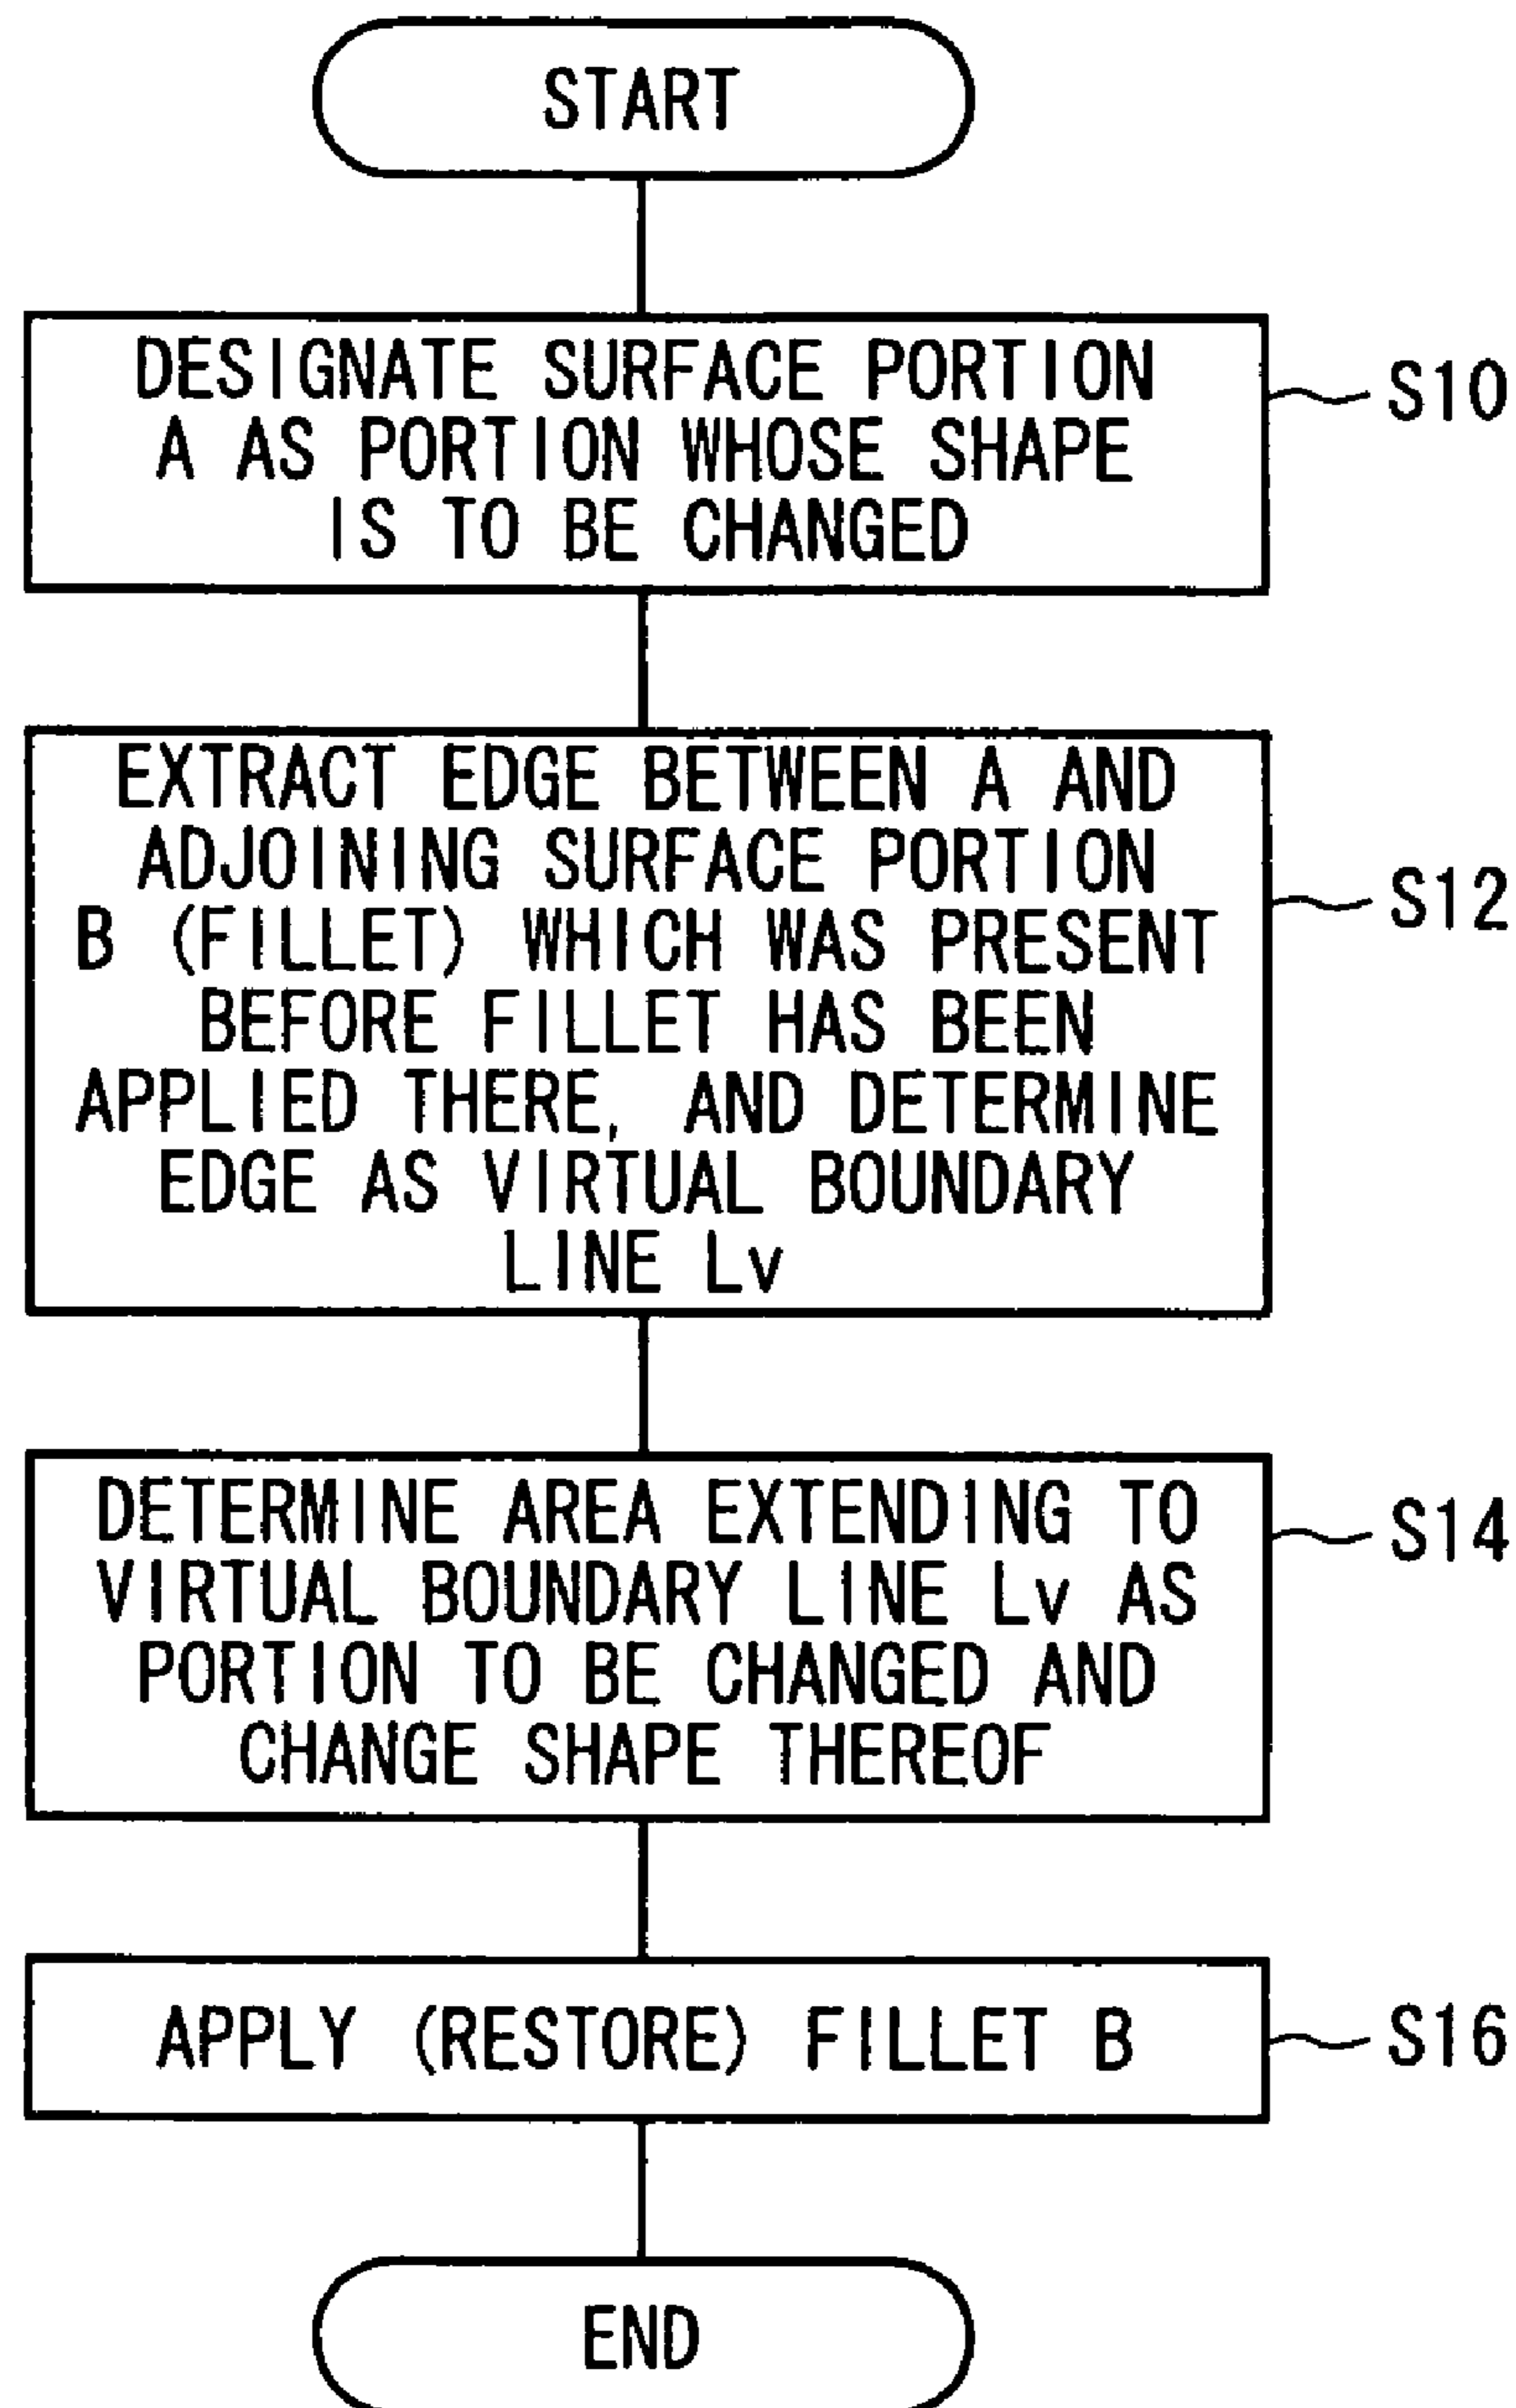 START
DESIGNATE SURFACE PORTION
A AS PORTION WHOSE SHAPE
IS TO BE CHANGED
S10
EXTRACT EDGE BETWEEN A AND
ADJOINING SURFACE PORTION
B (FILLET) WHICH WAS PRESENT
BEFORE FILLET HAS BEEN
APPLIED THERE, AND DETERMINE
EDGE AS VIRTUAL BOUNDARY
LINE Lv
S12
DETERMINE AREA EXTENDING TO
VIRTUAL BOUNDARY LINE Lv AS
PORTION TO BE CHANGED AND
CHANGE SHAPE THEREOF
S14
APPLY (RESTORE) FILLET B
S16
END